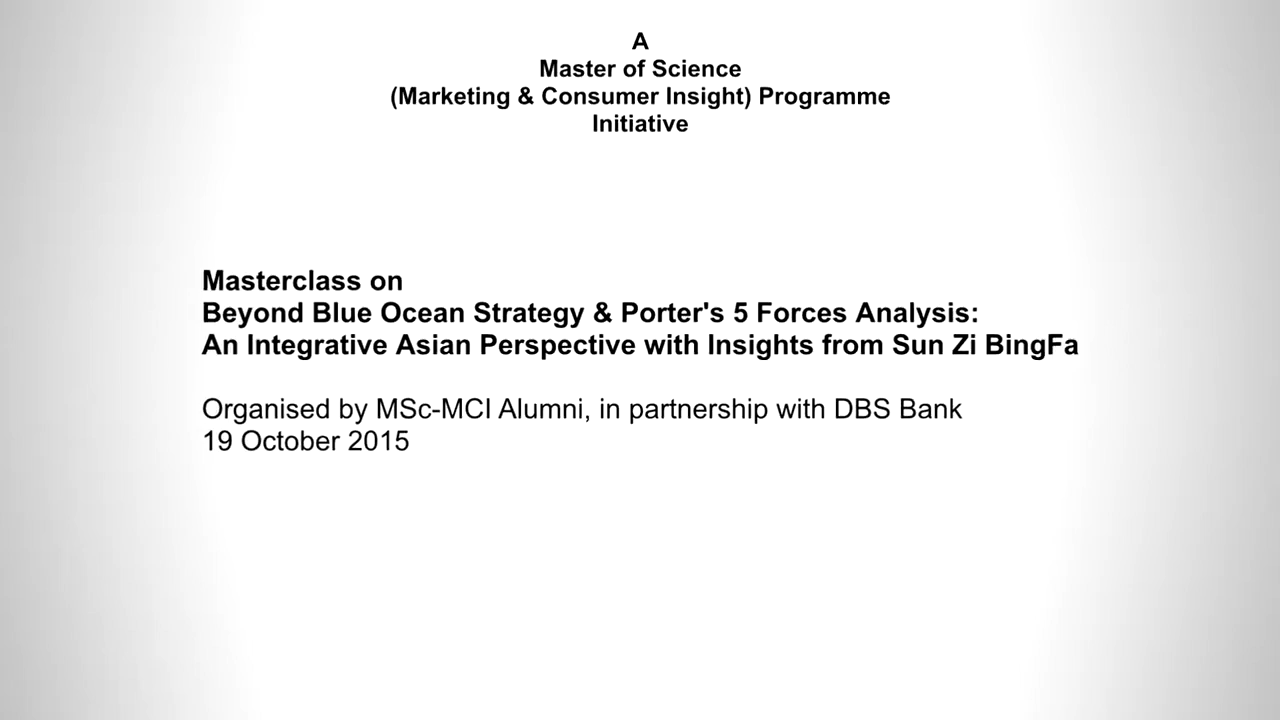 A
Master of Science
(Marketing & Consumer Insight) Programme
Initiative
Masterclass on
Beyond Blue Ocean Strategy & Porter's 5 Forces Analysis:
An Integrative Asian Perspective with Insights from Sun Zi BingFa
Organised by MSc-MCI Alumni, in partnership with DBS Bank
19 October 2015